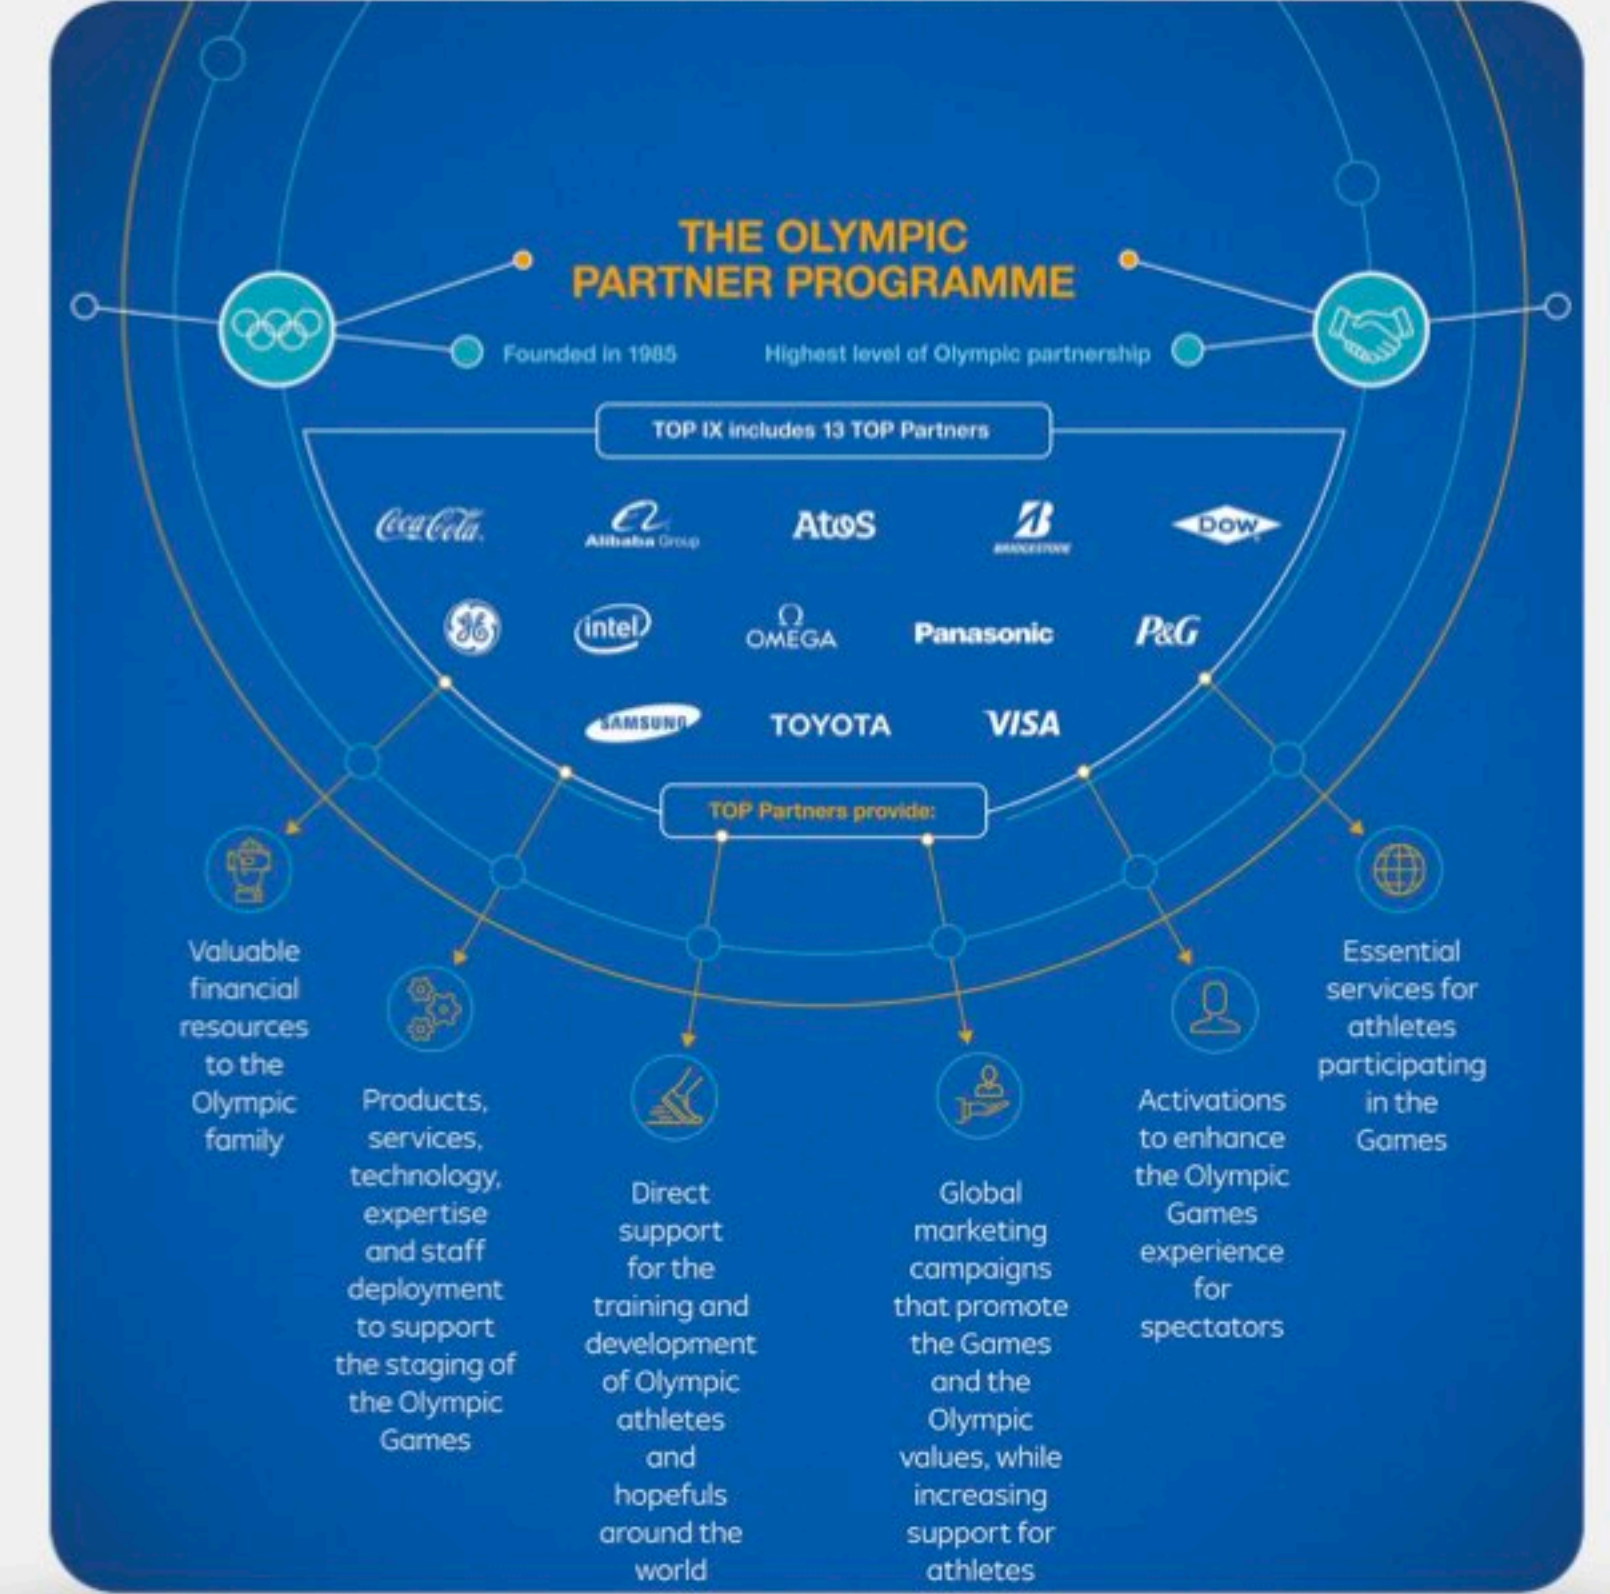 THE OLYMPIC
PARTNER PROGRAMME
Founded in 1985
Highest level of Olympic partnership
TOP IX includes 13 TOP Partners
Coca-Cola
Alibaba Group
Atos
BRIDGESTONE
Dow
GE
intel
Ω
OMEGA
Panasonic
P&G
SAMSUNG
TOYOTA
VISA
TOP Partners provide:
Valuable
financial
resources
to the
Olympic
family
Products,
services,
technology,
expertise
and staff
deployment
to support
the staging of
the Olympic
Games
Direct
support
for the
training and
development
of Olympic
athletes
and
hopefuls
around the
world
Global
marketing
campaigns
that promote
the Games
and the
Olympic
values, while
increasing
support for
athletes
Activations
to enhance
the Olympic
Games
experience
for
spectators
Essential
services for
athletes
participating
in the
Games